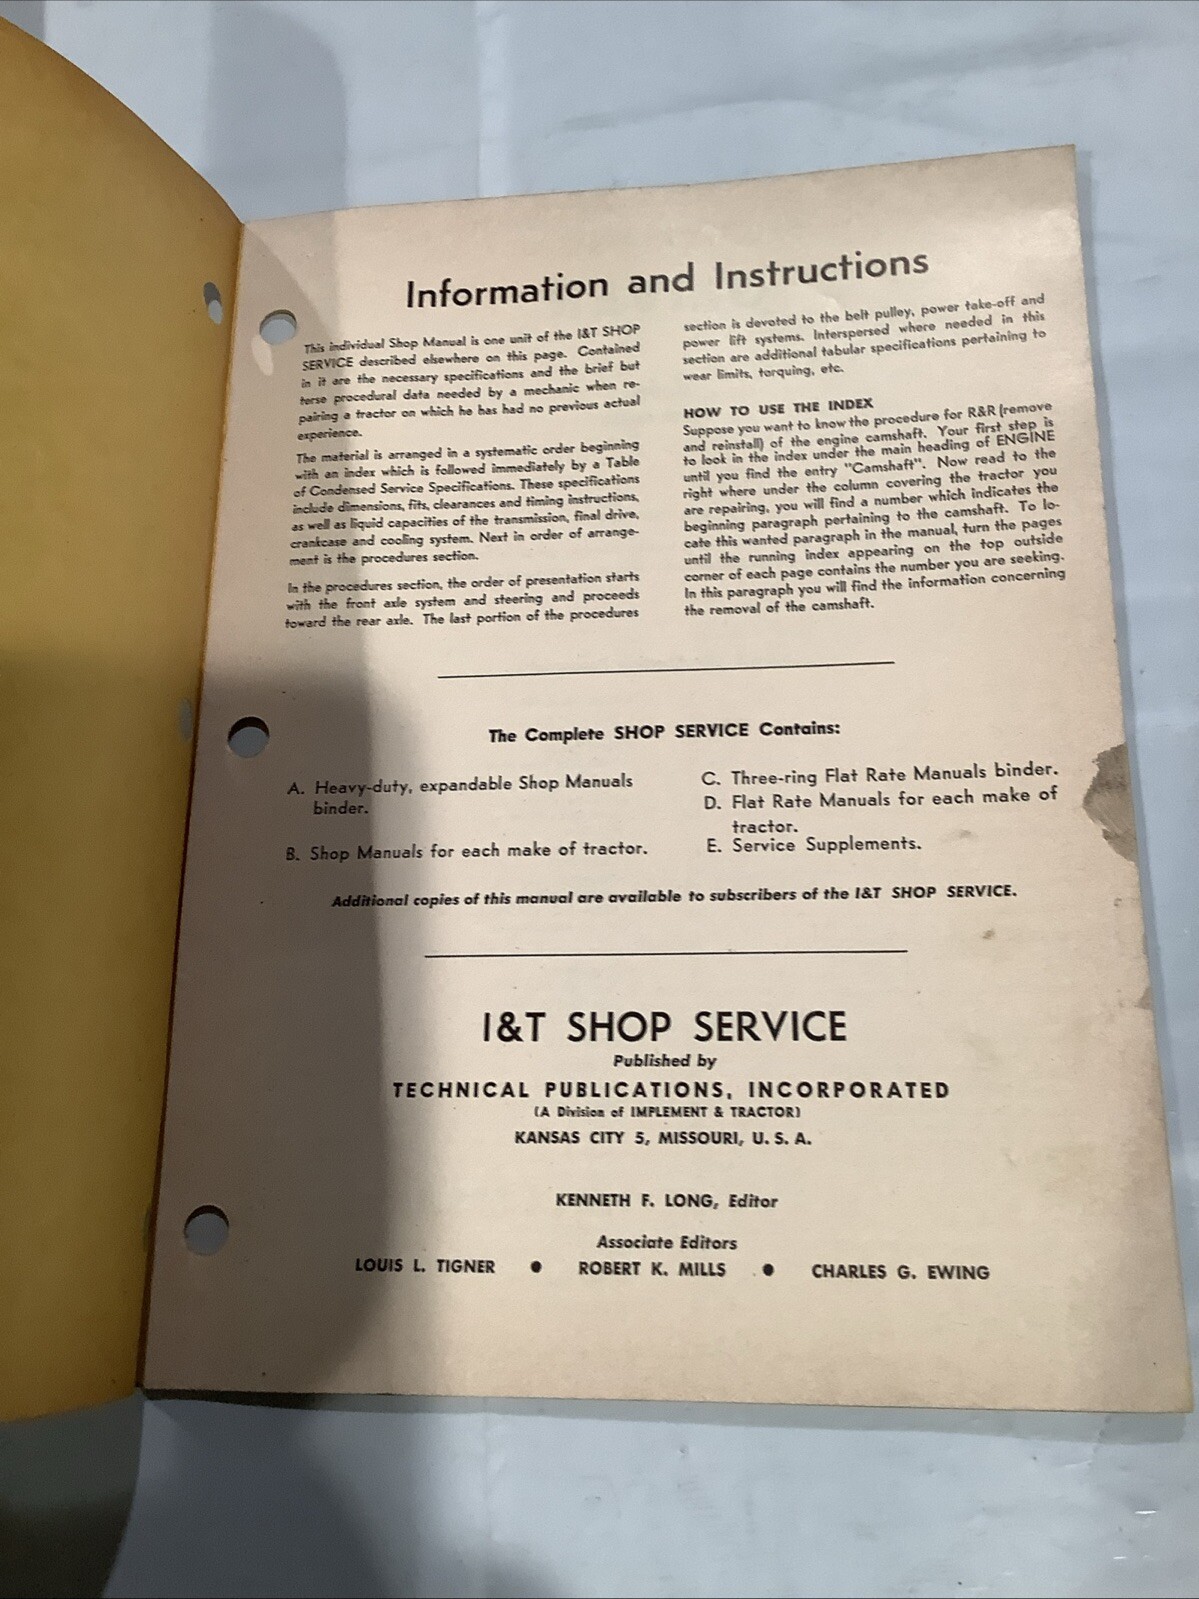 Information and Instructions
This individual Shop Manual is one unit of the I&T SHOP
SERVICE described elsewhere on this page. Contained
in it are the necessary specifications and the brief but
terse procedural data needed by a mechanic when re-
pairing a tractor on which he has had no previous actual
experience.
The material is arranged in a systematic order beginning
with an index which is followed immediately by a Table
of Condensed Service Specifications. These specifications
include dimensions, fits, clearances and timing instructions,
as well as liquid capacities of the transmission, final drive,
crankcase and cooling system. Next in order of arrange-
ment is the procedures section.
In the procedures section, the order of presentation starts
with the front axle system and steering and proceeds
toward the rear axle. The last portion of the procedures
section is devoted to the belt pulley, power take-off and
power lift systems. Interspersed where needed in this
section are additional tabular specifications pertaining to
wear limits, torquing, etc.
HOW TO USE THE INDEX
Suppose you want to know the procedure for R&R (remove
and reinstall) of the engine camshaft. Your first step is
to look in the index under the main heading of ENGINE
until you find the entry "Camshaft". Now read to the
right where under the column covering the tractor you
are repairing, you will find a number which indicates the
beginning paragraph pertaining to the camshaft. To lo-
cate this wanted paragraph in the manual, turn the pages
until the running index appearing on the top outside
corner of each page contains the number you are seeking.
In this paragraph you will find the information concerning
the removal of the camshaft.
The Complete SHOP SERVICE Contains:
A. Heavy-duty, expandable Shop Manuals
binder.
B. Shop Manuals for each make of tractor.
C. Three-ring Flat Rate Manuals binder.
D. Flat Rate Manuals for each make of
tractor.
E. Service Supplements.
Additional copies of this manual are available to subscribers of the I&T SHOP SERVICE.
I&T SHOP SERVICE
Published by
TECHNICAL PUBLICATIONS, INCORPORATED
(A Division of IMPLEMENT & TRACTOR)
KANSAS CITY 5, MISSOURI, U. S. A.
KENNETH F. LONG, Editor
Associate Editors
LOUIS L. TIGNER ● ROBERT K. MILLS ● CHARLES G. EWING